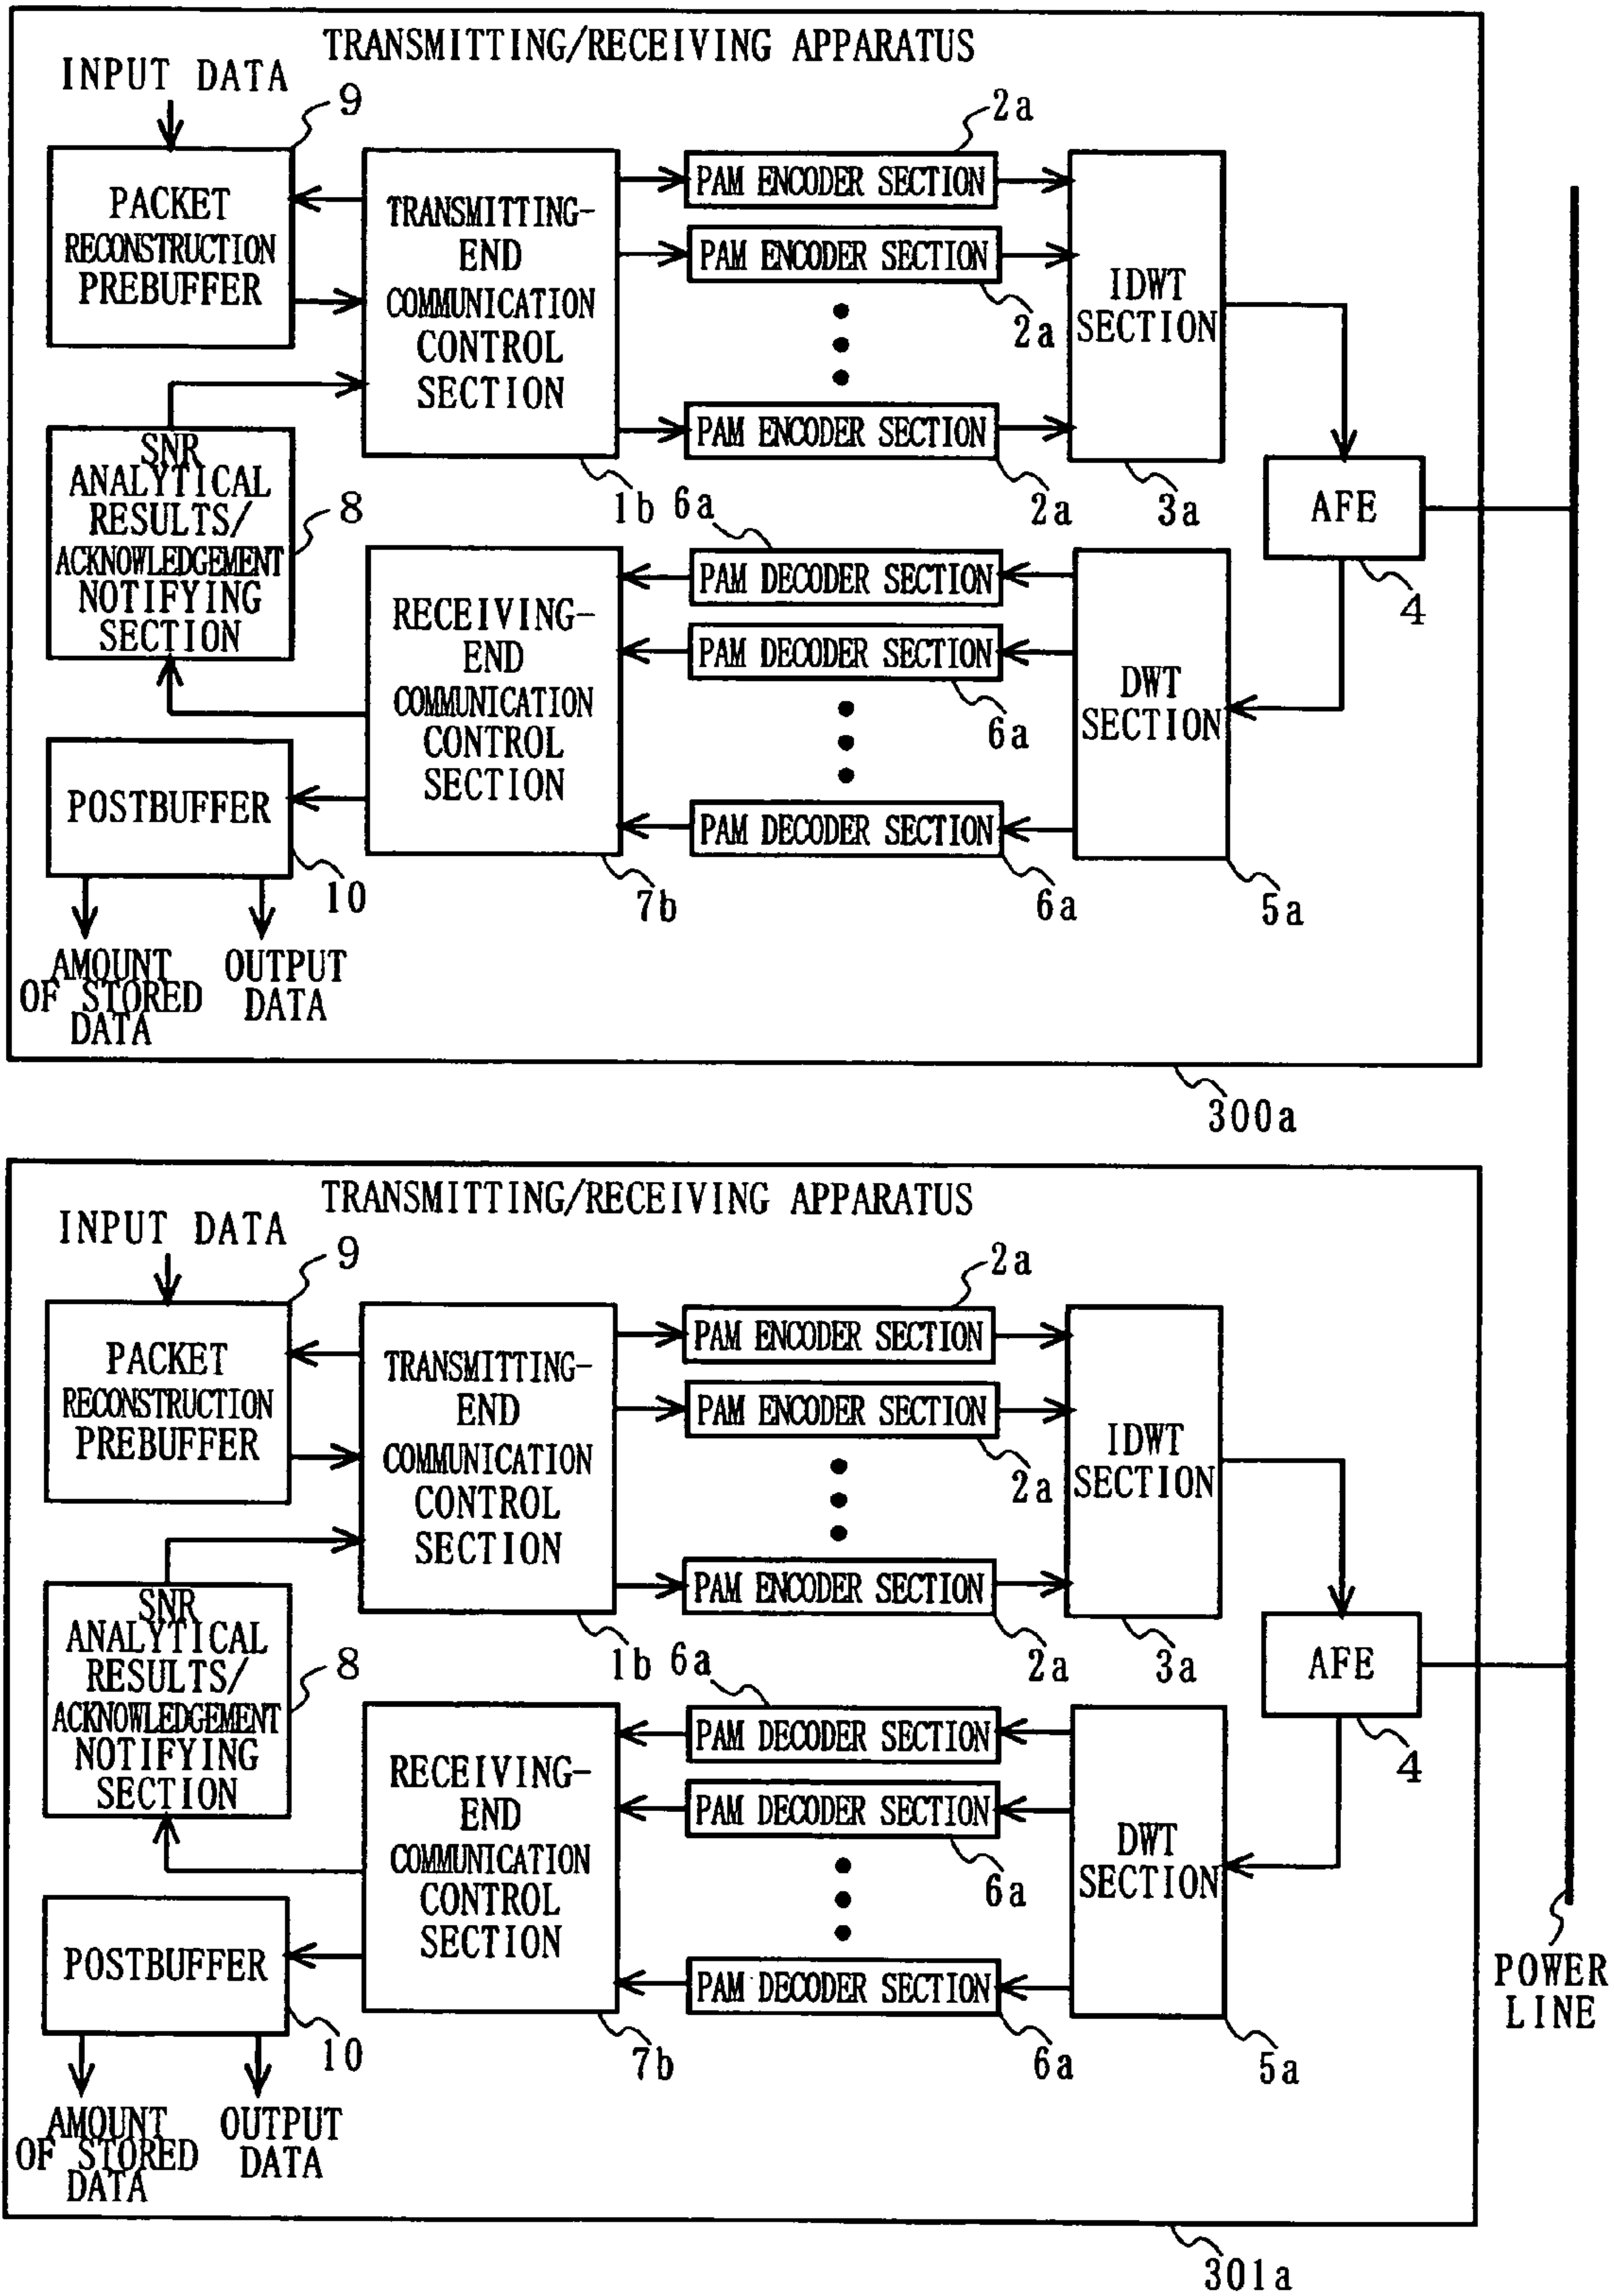 TRANSMITTING/RECEIVING APPARATUS
INPUT DATA
9
PACKET
RECONSTRUCTION
PREBUFFER
TRANSMITTING-
END
COMMUNICATION
CONTROL
SECTION
1b
2a
PAM ENCODER SECTION
PAM ENCODER SECTION
2a
PAM ENCODER SECTION
2a
IDWT
SECTION
3a
AFE
4
SNR
ANALYTICAL
RESULTS/
ACKNOWLEDGEMENT
NOTIFYING
SECTION
8
RECEIVING-
END
COMMUNICATION
CONTROL
SECTION
7b
6a
PAM DECODER SECTION
PAM DECODER SECTION
6a
PAM DECODER SECTION
6a
DWT
SECTION
5a
POSTBUFFER
10
AMOUNT
OF STORED
DATA
OUTPUT
DATA
300a
TRANSMITTING/RECEIVING APPARATUS
INPUT DATA
9
PACKET
RECONSTRUCTION
PREBUFFER
TRANSMITTING-
END
COMMUNICATION
CONTROL
SECTION
1b
2a
PAM ENCODER SECTION
PAM ENCODER SECTION
2a
PAM ENCODER SECTION
2a
IDWT
SECTION
3a
AFE
4
SNR
ANALYTICAL
RESULTS/
ACKNOWLEDGEMENT
NOTIFYING
SECTION
8
RECEIVING-
END
COMMUNICATION
CONTROL
SECTION
7b
6a
PAM DECODER SECTION
PAM DECODER SECTION
6a
PAM DECODER SECTION
6a
DWT
SECTION
5a
POSTBUFFER
10
AMOUNT
OF STORED
DATA
OUTPUT
DATA
POWER
LINE
301a